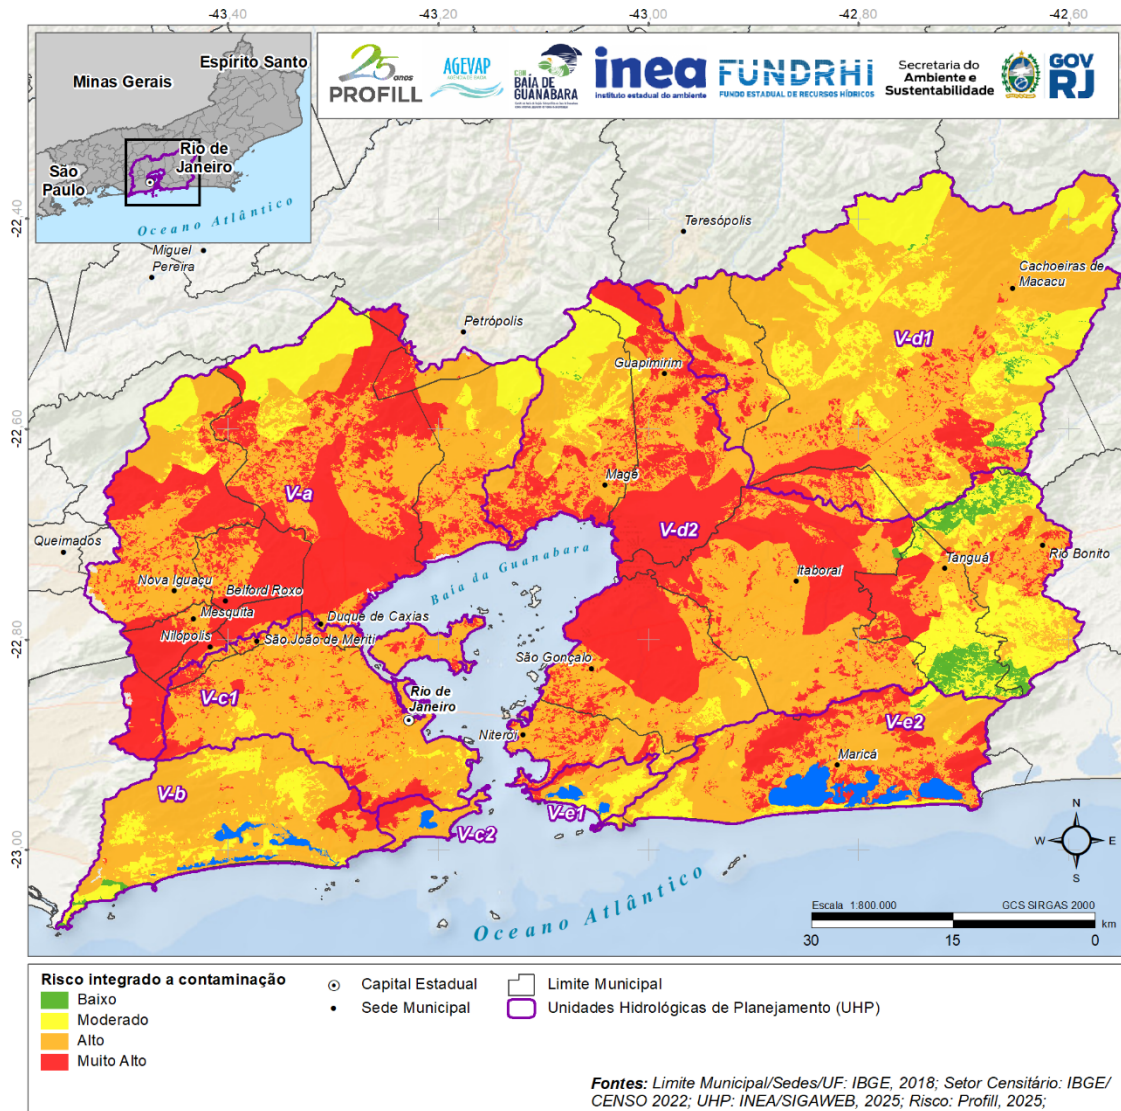 -43,40
-43,20
-43,00
-42,80
-42,60
Minas Gerais
Espírito Santo
Rio de
Janeiro
São
Paulo
Oceano Atlântico
25 anos
PROFILL
AGEVAP
CBH
BAÍA DE
GUANABARA
inea
instituto estadual do ambiente
FUNDRHI
FUNDO ESTADUAL DE RECURSOS HÍDRICOS
Secretaria do
Ambiente e
Sustentabilidade
GOV
RJ
-22,40
-22,60
-22,80
-23,00
Miguel
Pereira
Teresópolis
Cachoeiras de
Macacu
Petrópolis
V-d1
Guapimirim
V-a
Magé
V-d2
Queimados
Baía da Guanabara
Rio Bonito
Tanguá
Itaboraí
Nova Iguaçu
Belford Roxo
Mesquita
Duque de Caxias
Nilópolis
São João de Meriti
São Gonçalo
V-c1
Rio de
Janeiro
Niterói
V-e2
Maricá
V-b
V-e1
V-c2
Oceano Atlântico
N
W
E
S
Escala 1:800.000
GCS SIRGAS 2000
km
30
15
0
Risco integrado a contaminação
Baixo
Moderado
Alto
Muito Alto
Capital Estadual
Sede Municipal
Limite Municipal
Unidades Hidrológicas de Planejamento (UHP)
Fontes: Limite Municipal/Sedes/UF: IBGE, 2018; Setor Censitário: IBGE/
CENSO 2022; UHP: INEA/SIGAWEB, 2025; Risco: Profill, 2025;